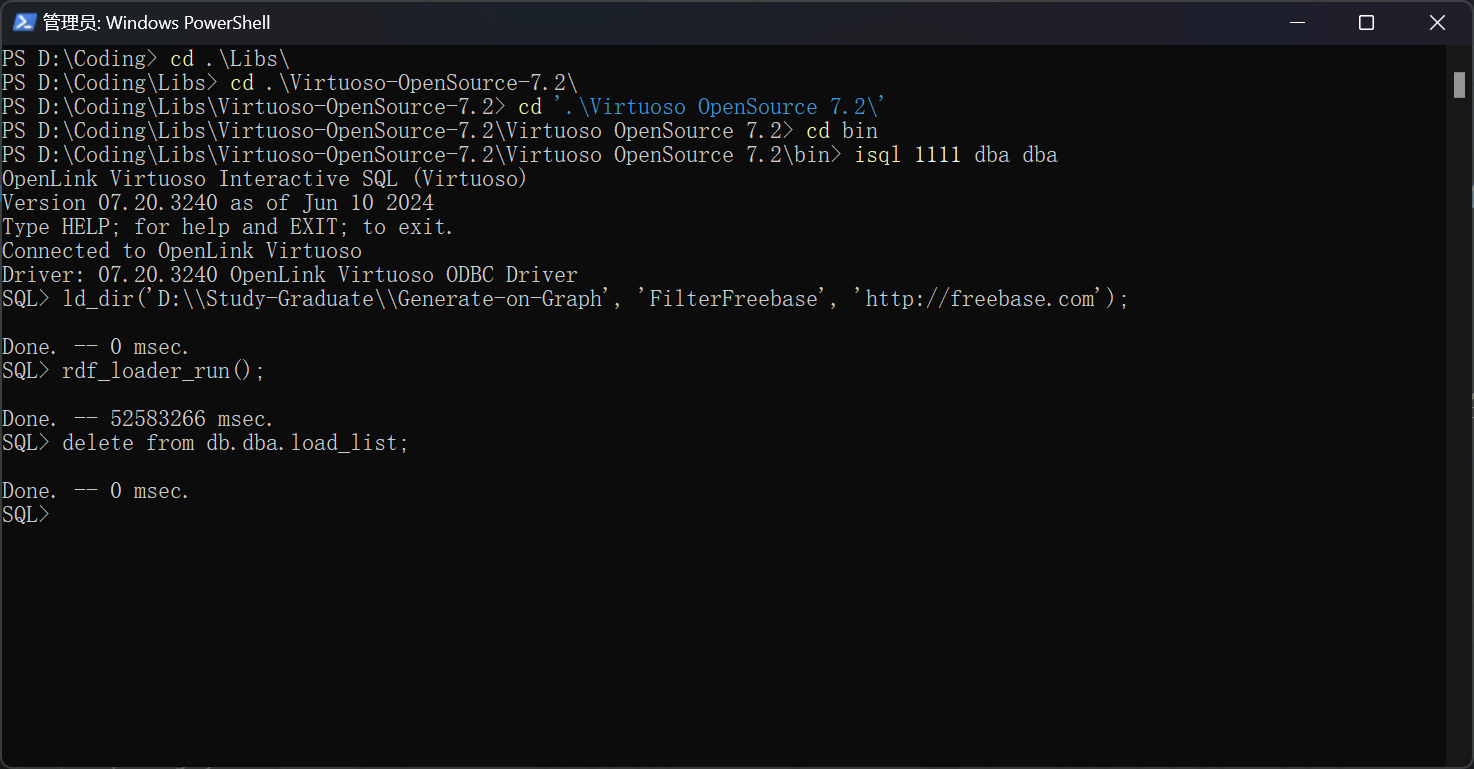 管理员: Windows PowerShell
PS D:\Coding> cd .\Libs\
PS D:\Coding\Libs> cd .\Virtuoso-OpenSource-7.2\
PS D:\Coding\Libs\Virtuoso-OpenSource-7.2> cd '.\Virtuoso OpenSource 7.2\'
PS D:\Coding\Libs\Virtuoso-OpenSource-7.2\Virtuoso OpenSource 7.2> cd bin
PS D:\Coding\Libs\Virtuoso-OpenSource-7.2\Virtuoso OpenSource 7.2\bin> isql 1111 dba dba
OpenLink Virtuoso Interactive SQL (Virtuoso)
Version 07.20.3240 as of Jun 10 2024
Type HELP; for help and EXIT; to exit.
Connected to OpenLink Virtuoso
Driver: 07.20.3240 OpenLink Virtuoso ODBC Driver
SQL> ld_dir('D:\\Study-Graduate\\Generate-on-Graph', 'FilterFreebase', 'http://freebase.com');
Done. -- 0 msec.
SQL> rdf_loader_run();
Done. -- 52583266 msec.
SQL> delete from db.dba.load_list;
Done. -- 0 msec.
SQL>